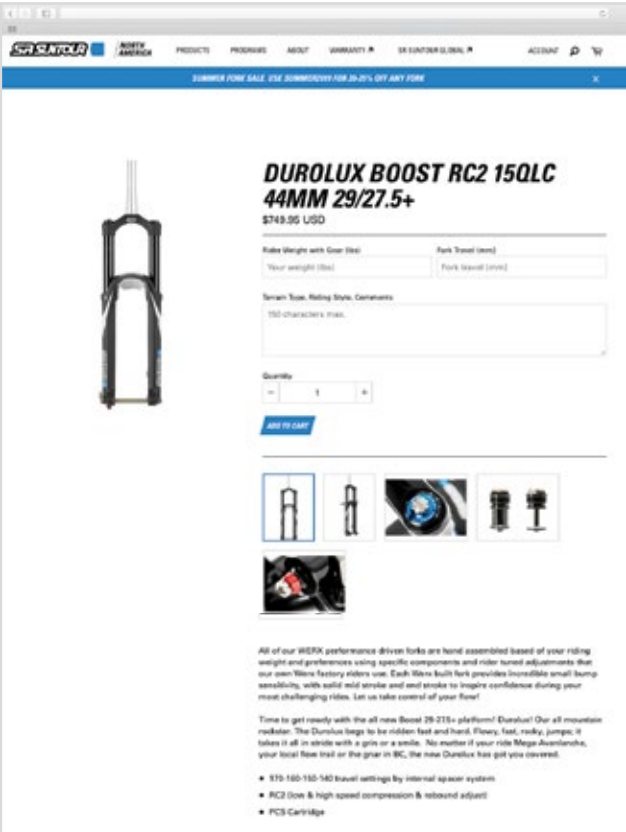 SR SUNTOUR
NORTH AMERICA
PRODUCTS PROGRAMS ABOUT WARRANTY SR SUNTOUR GLOBAL ACCOUNT
SUMMER FORK SALE. USE FOR 20-25% OFF ANY FORK
DUROLUX BOOST RC2 15QLC
44MM 29/27.5+
$749.95 USD
Rider Weight with Gear (lbs) Fork Travel (mm)
Your weight (lbs) Fork travel (mm)
Terrain Type, Riding Style, Comments
150 characters max.
Quantity
− 1 +
ADD TO CART
All of our WERX performance driven forks are hand assembled based of your riding
weight and preferences using specific components and rider tuned adjustments that
our own Werx factory riders use. Each Werx built fork provides incredible small bump
sensitivity, with solid mid stroke and end stroke to inspire confidence during your
most challenging rides. Let us take control of your flow!
Time to get rowdy with the all new Boost 29-27.5+ platform! Durolux! Our all mountain
radster. The Durolux begs to be ridden fast and hard. Flowy, fast, rocky, jumps; it
takes it all in stride with a grin or a smile. No matter if your ride Mega Avanlanche,
your local flow trail or the gnar in BC, the new Durolux has got you covered.
• 170-160-150-140 travel settings by internal spacer system
• RC2 (low & high speed compression & rebound adjust)
• PCS Cartridge